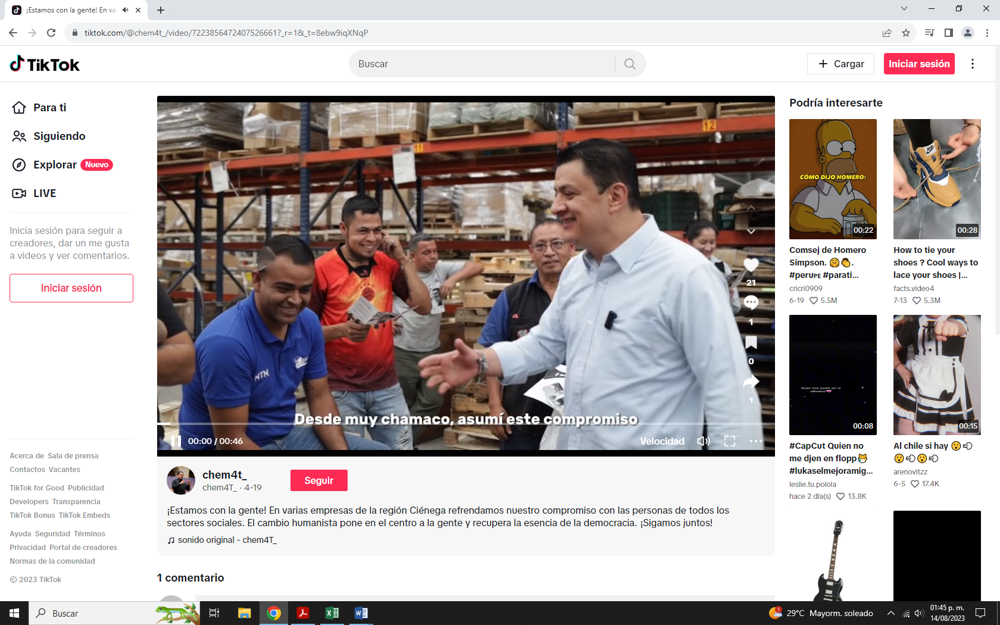 ¡Estamos con la gente! En va
tiktok.com/@chem4t_/video/7223856472407526661?_r=1&_t=8ebw9iqXNqP
TikTok
Buscar
Cargar
Iniciar sesión
Para ti
Siguiendo
Explorar Nuevo
LIVE
Inicia sesión para seguir a
creadores, dar un me gusta
a videos y ver comentarios.
Iniciar sesión
Acerca de Sala de prensa
Contactos Vacantes
TikTok for Good Publicidad
Developers Transparencia
TikTok Bonus TikTok Embeds
Ayuda Seguridad Términos
Privacidad Portal de creadores
Normas de la comunidad
© 2023 TikTok
11
12
NTN
21
1
0
1
Desde muy chamaco, asumí este compromiso
00:00 / 00:46
Velocidad
chem4t_
chem4T_ · 4-19
Seguir
¡Estamos con la gente! En varias empresas de la región Ciénega refrendamos nuestro compromiso con las personas de todos los
sectores sociales. El cambio humanista pone en el centro a la gente y recupera la esencia de la democracia. ¡Sigamos juntos!
sonido original - chem4T_
1 comentario
Podría interesarte
CÓMO DIJO HOMERO:
00:22
Comsej de Homero
Simpson. 🤗👏.
#perᴜᴘᴇ #parati...
cricri0909
6-19 5.5M
NIKE
00:28
How to tie your
shoes ? Cool ways to
lace your shoes |...
facts.video4
7-13 5.3M
Quien mas quiere ser la
00:08
#CapCut Quien no
me djen en flopp😹
#lukaselmejoramig...
leslie.tu.polola
hace 2 día(s) 13.8K
00:15
Al chile si hay 😮💨
😮💨😮💨
arenovitzz
6-5 17.4K
Buscar
1
29°C Mayorm. soleado
01:45 p. m.
14/08/2023